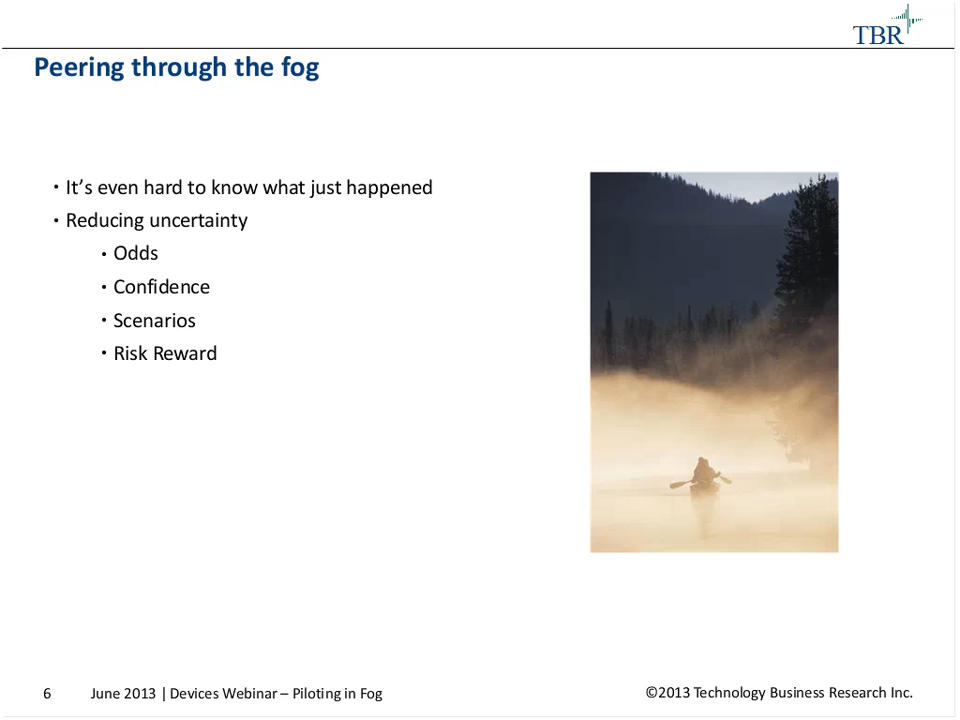 TBR
Peering through the fog
• It’s even hard to know what just happened
• Reducing uncertainty
• Odds
• Confidence
• Scenarios
• Risk Reward
6 June 2013 | Devices Webinar – Piloting in Fog ©2013 Technology Business Research Inc.